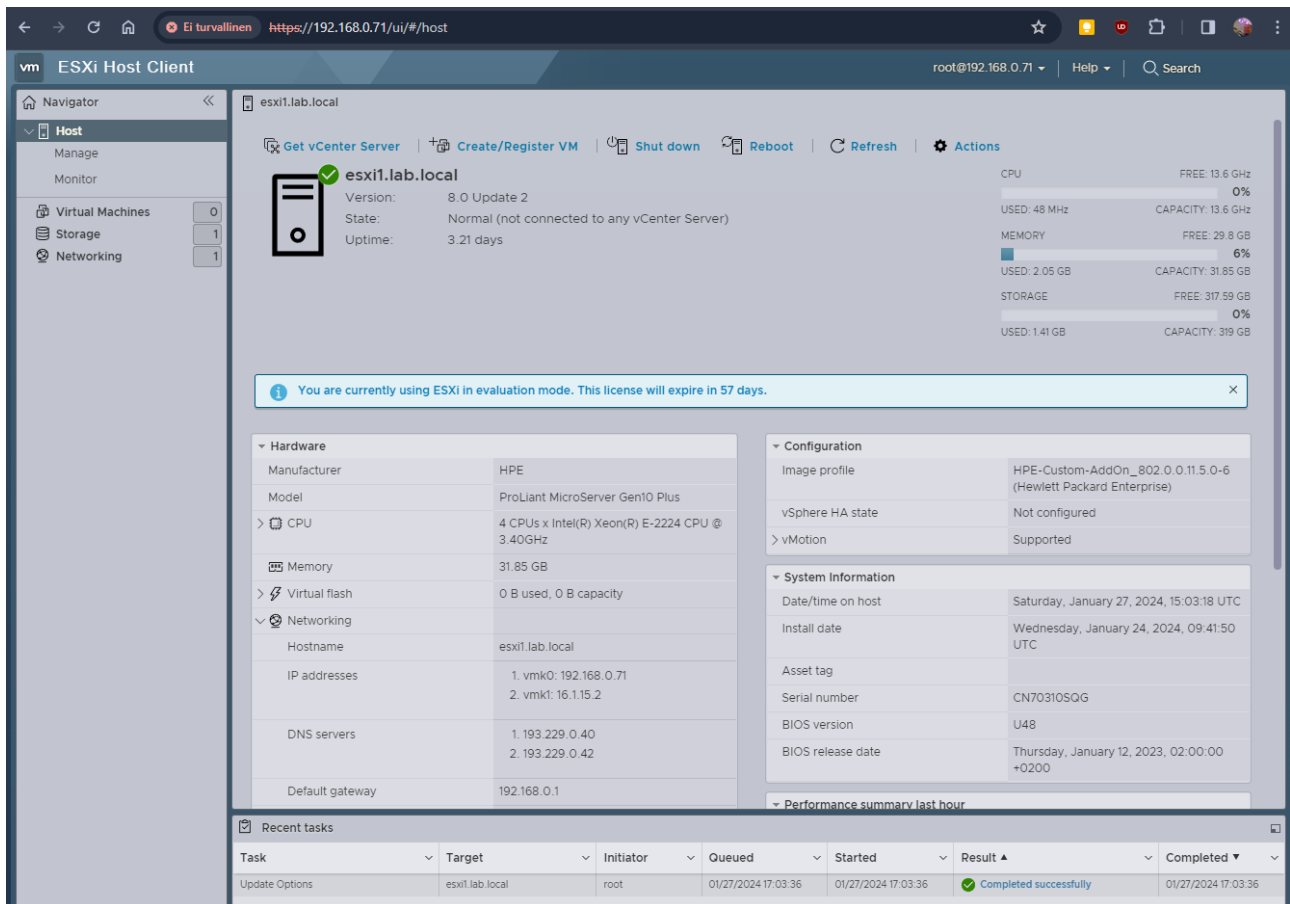 Ei turvallinen https://192.168.0.71/ui/#/host
vm ESXi Host Client
root@192.168.0.71 Help Search
Navigator
Host
Manage
Monitor
Virtual Machines 0
Storage 1
Networking 1
esxi1.lab.local
Get vCenter Server Create/Register VM Shut down Reboot Refresh Actions
esxi1.lab.local
Version: 8.0 Update 2
State: Normal (not connected to any vCenter Server)
Uptime: 3.21 days
CPU FREE: 13.6 GHz
0%
USED: 48 MHz CAPACITY: 13.6 GHz
MEMORY FREE: 29.8 GB
6%
USED: 2.05 GB CAPACITY: 31.85 GB
STORAGE FREE: 317.59 GB
0%
USED: 1.41 GB CAPACITY: 319 GB
You are currently using ESXi in evaluation mode. This license will expire in 57 days.
Hardware
Manufacturer HPE
Model ProLiant MicroServer Gen10 Plus
CPU 4 CPUs x Intel(R) Xeon(R) E-2224 CPU @
3.40GHz
Memory 31.85 GB
Virtual flash 0 B used, 0 B capacity
Networking
Hostname esxi1.lab.local
IP addresses 1. vmk0: 192.168.0.71
2. vmk1: 16.1.15.2
DNS servers 1. 193.229.0.40
2. 193.229.0.42
Default gateway 192.168.0.1
Configuration
Image profile HPE-Custom-AddOn_802.0.0.11.5.0-6
(Hewlett Packard Enterprise)
vSphere HA state Not configured
vMotion Supported
System Information
Date/time on host Saturday, January 27, 2024, 15:03:18 UTC
Install date Wednesday, January 24, 2024, 09:41:50
UTC
Asset tag
Serial number CN70310SQG
BIOS version U48
BIOS release date Thursday, January 12, 2023, 02:00:00
+0200
Performance summary last hour
Recent tasks
Task Target Initiator Queued Started Result Completed
Update Options esxi1.lab.local root 01/27/2024 17:03:36 01/27/2024 17:03:36 Completed successfully 01/27/2024 17:03:36